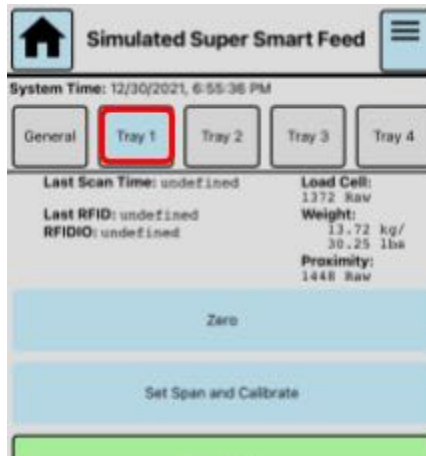 Simulated Super Smart Feed
System Time: 12/30/2021, 6:55:36 PM
General
Tray 1
Tray 2
Tray 3
Tray 4
Last Scan Time: undefined
Last RFID: undefined
RFIDIO: undefined
Load Cell:
1372 Raw
Weight:
13.72 kg/
30.25 lbs
Proximity:
1448 Raw
Zero
Set Span and Calibrate